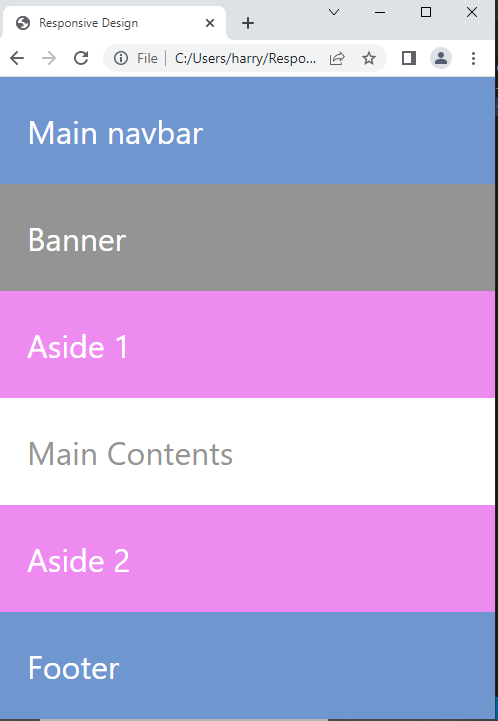 Responsive Design
File
C:/Users/harry/Respo...
Main navbar
Banner
Aside 1
Main Contents
Aside 2
Footer